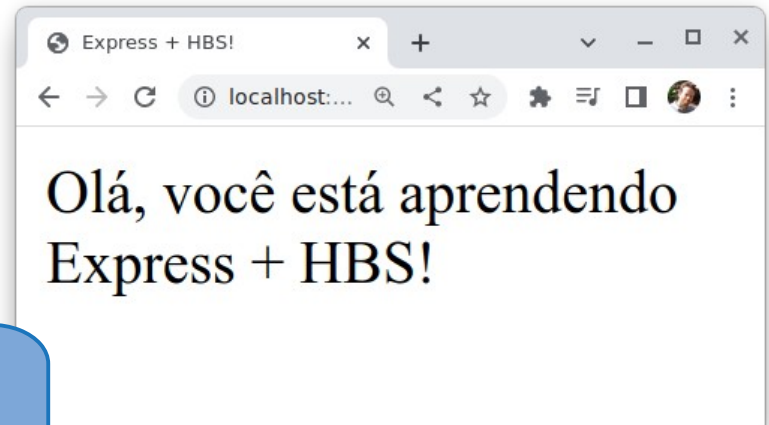 Express + HBS!
localhost:...
Olá, você está aprendendo
Express + HBS!